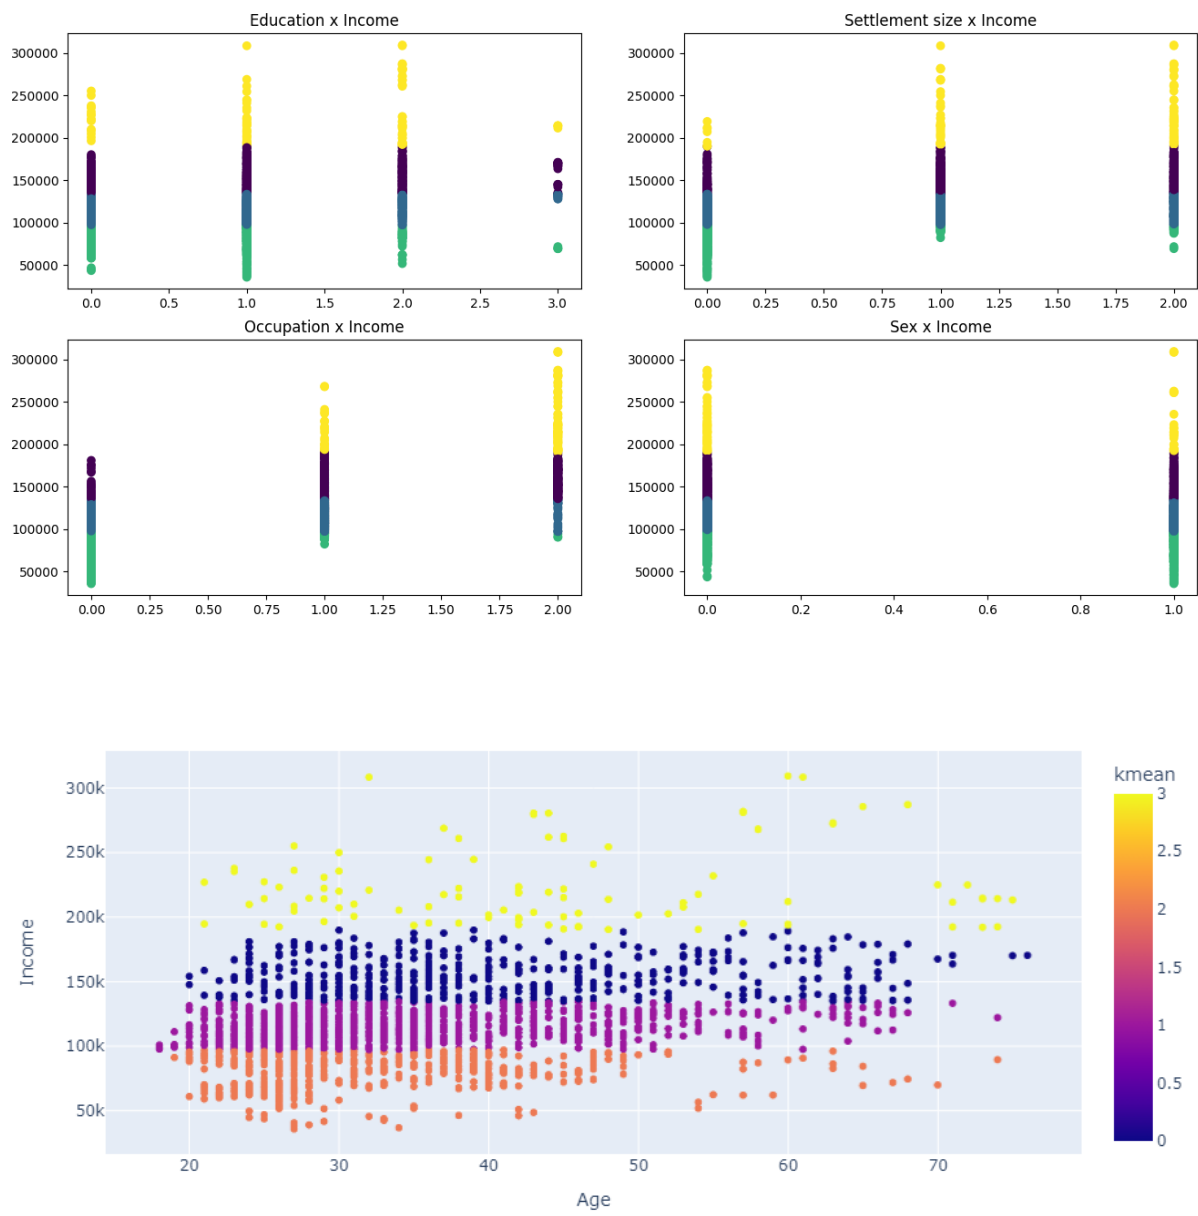 Education x Income
Settlement size x Income
300000
250000
200000
150000
100000
50000
0.0 0.5 1.0 1.5 2.0 2.5 3.0
300000
250000
200000
150000
100000
50000
0.00 0.25 0.50 0.75 1.00 1.25 1.50 1.75 2.00
Occupation x Income
Sex x Income
300000
250000
200000
150000
100000
50000
0.00 0.25 0.50 0.75 1.00 1.25 1.50 1.75 2.00
300000
250000
200000
150000
100000
50000
0.0 0.2 0.4 0.6 0.8 1.0
Income
300k
250k
200k
150k
100k
50k
20 30 40 50 60 70
Age
kmean
3
2.5
2
1.5
1
0.5
0